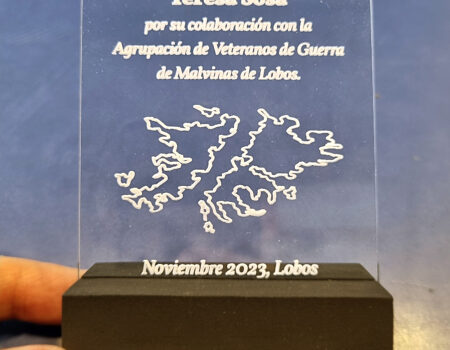 Teresa Sosa
por su colaboración con la
Agrupación de Veteranos de Guerra
de Malvinas de Lobos.
Noviembre 2023, Lobos